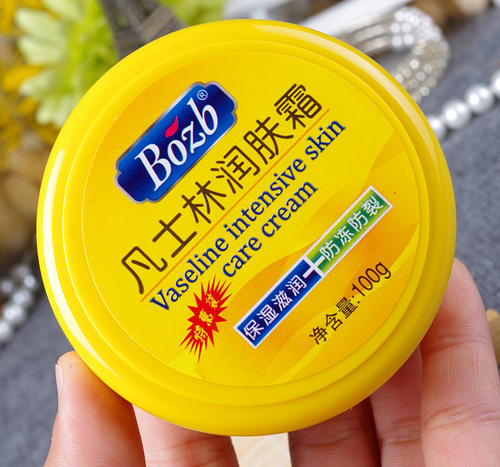 Bozb®
凡士林润肤霜
Vaseline intensive skin
care cream
保湿滋润+防冻防裂
净含量:100g